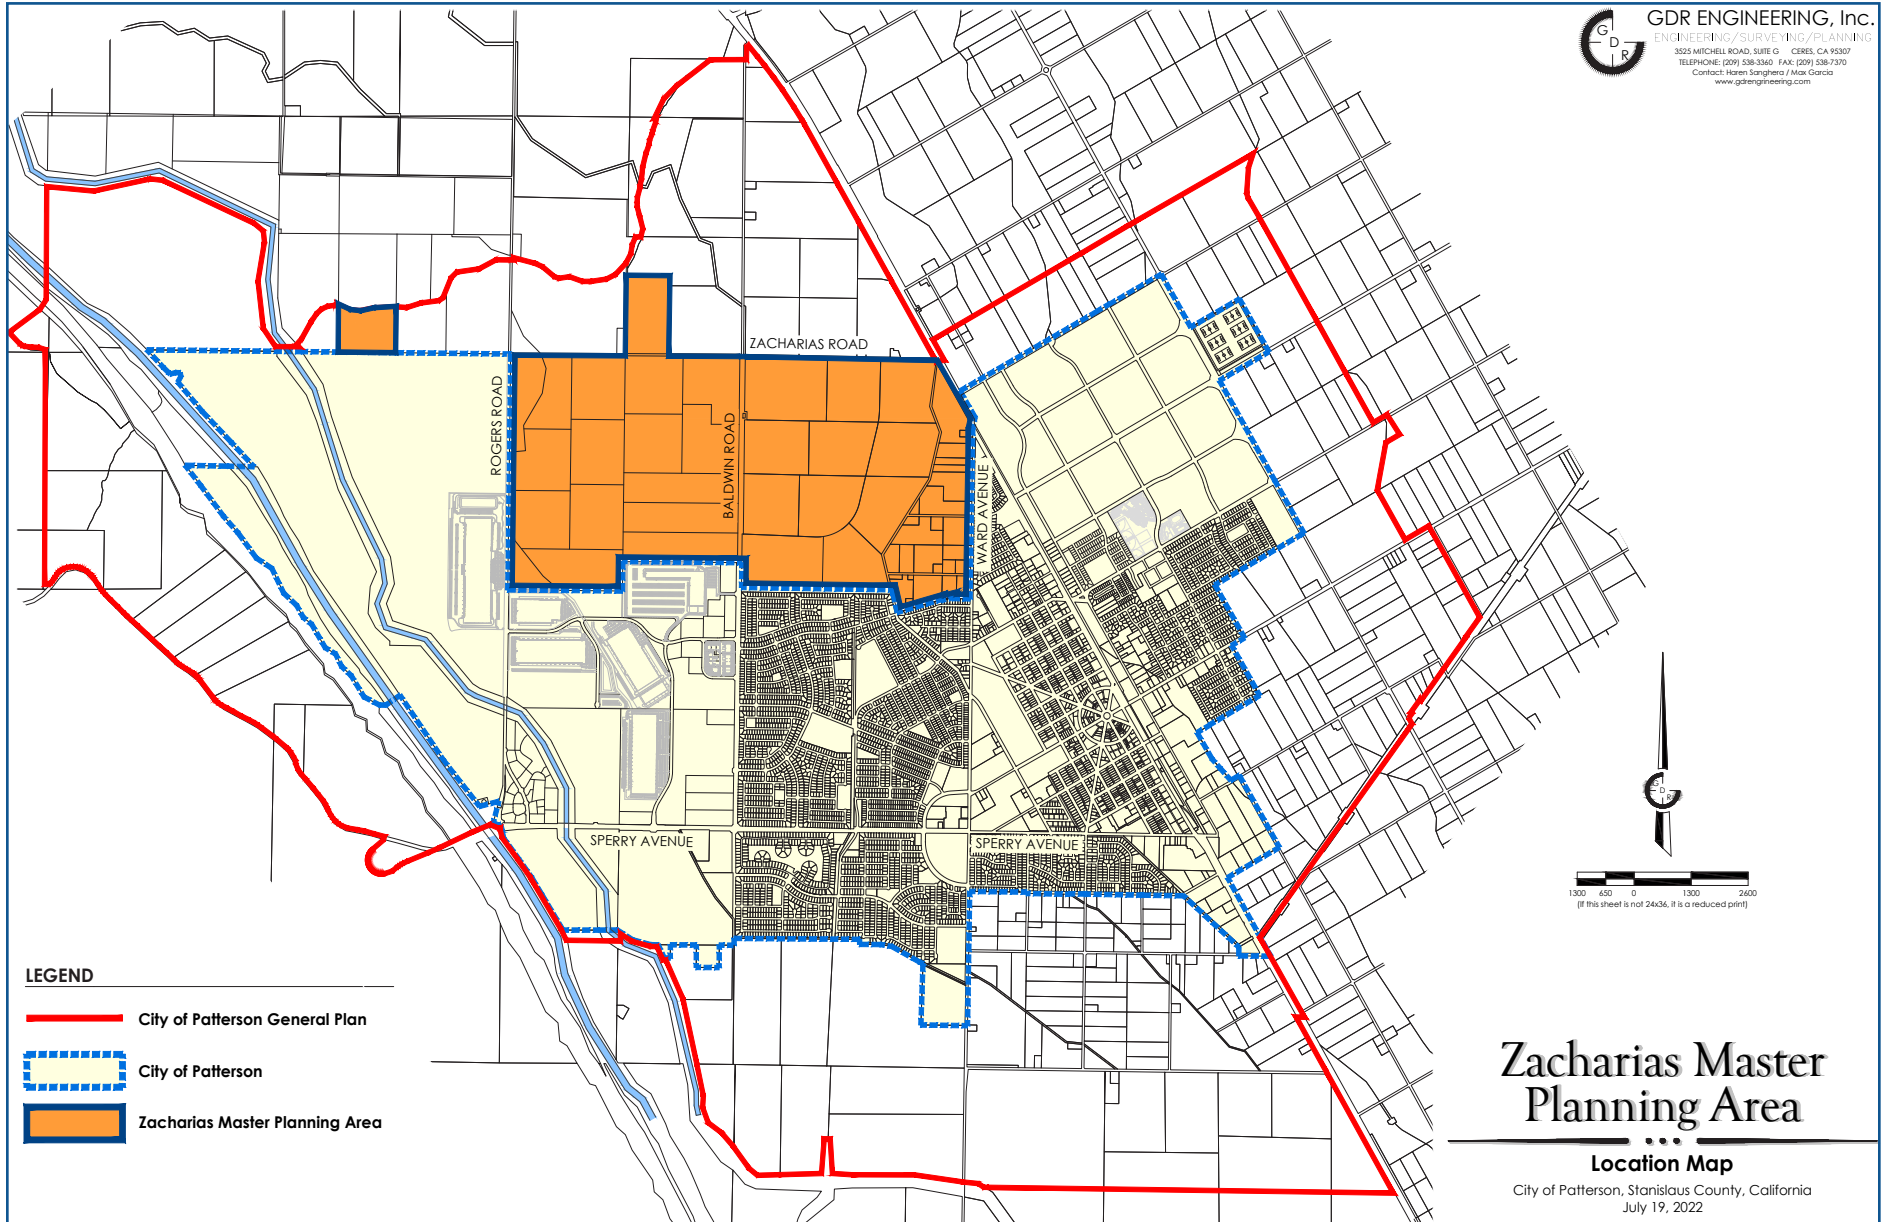 GDR ENGINEERING, Inc.
ENGINEERING/SURVEYING/PLANNING
3525 MITCHELL ROAD, SUITE G CERES, CA 95307
TELEPHONE: (209) 538-3360 FAX: (209) 538-7370
Contact: Haren Sanghera / Max Garcia
www.gdrengineering.com
G
D
R
ZACHARIAS ROAD
ROGERS ROAD
BALDWIN ROAD
WARD AVENUE
SPERRY AVENUE
SPERRY AVENUE
G
D
R
1300 650 0 1300 2600
(If this sheet is not 24x36, it is a reduced print)
LEGEND
City of Patterson General Plan
City of Patterson
Zacharias Master Planning Area
Zacharias Master
Planning Area
Location Map
City of Patterson, Stanislaus County, California
July 19, 2022